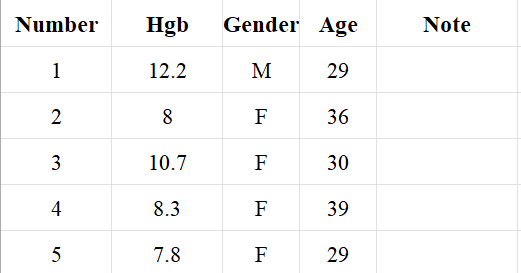 Number Hgb Gender Age Note
1 12.2 M 29
2 8 F 36
3 10.7 F 30
4 8.3 F 39
5 7.8 F 29